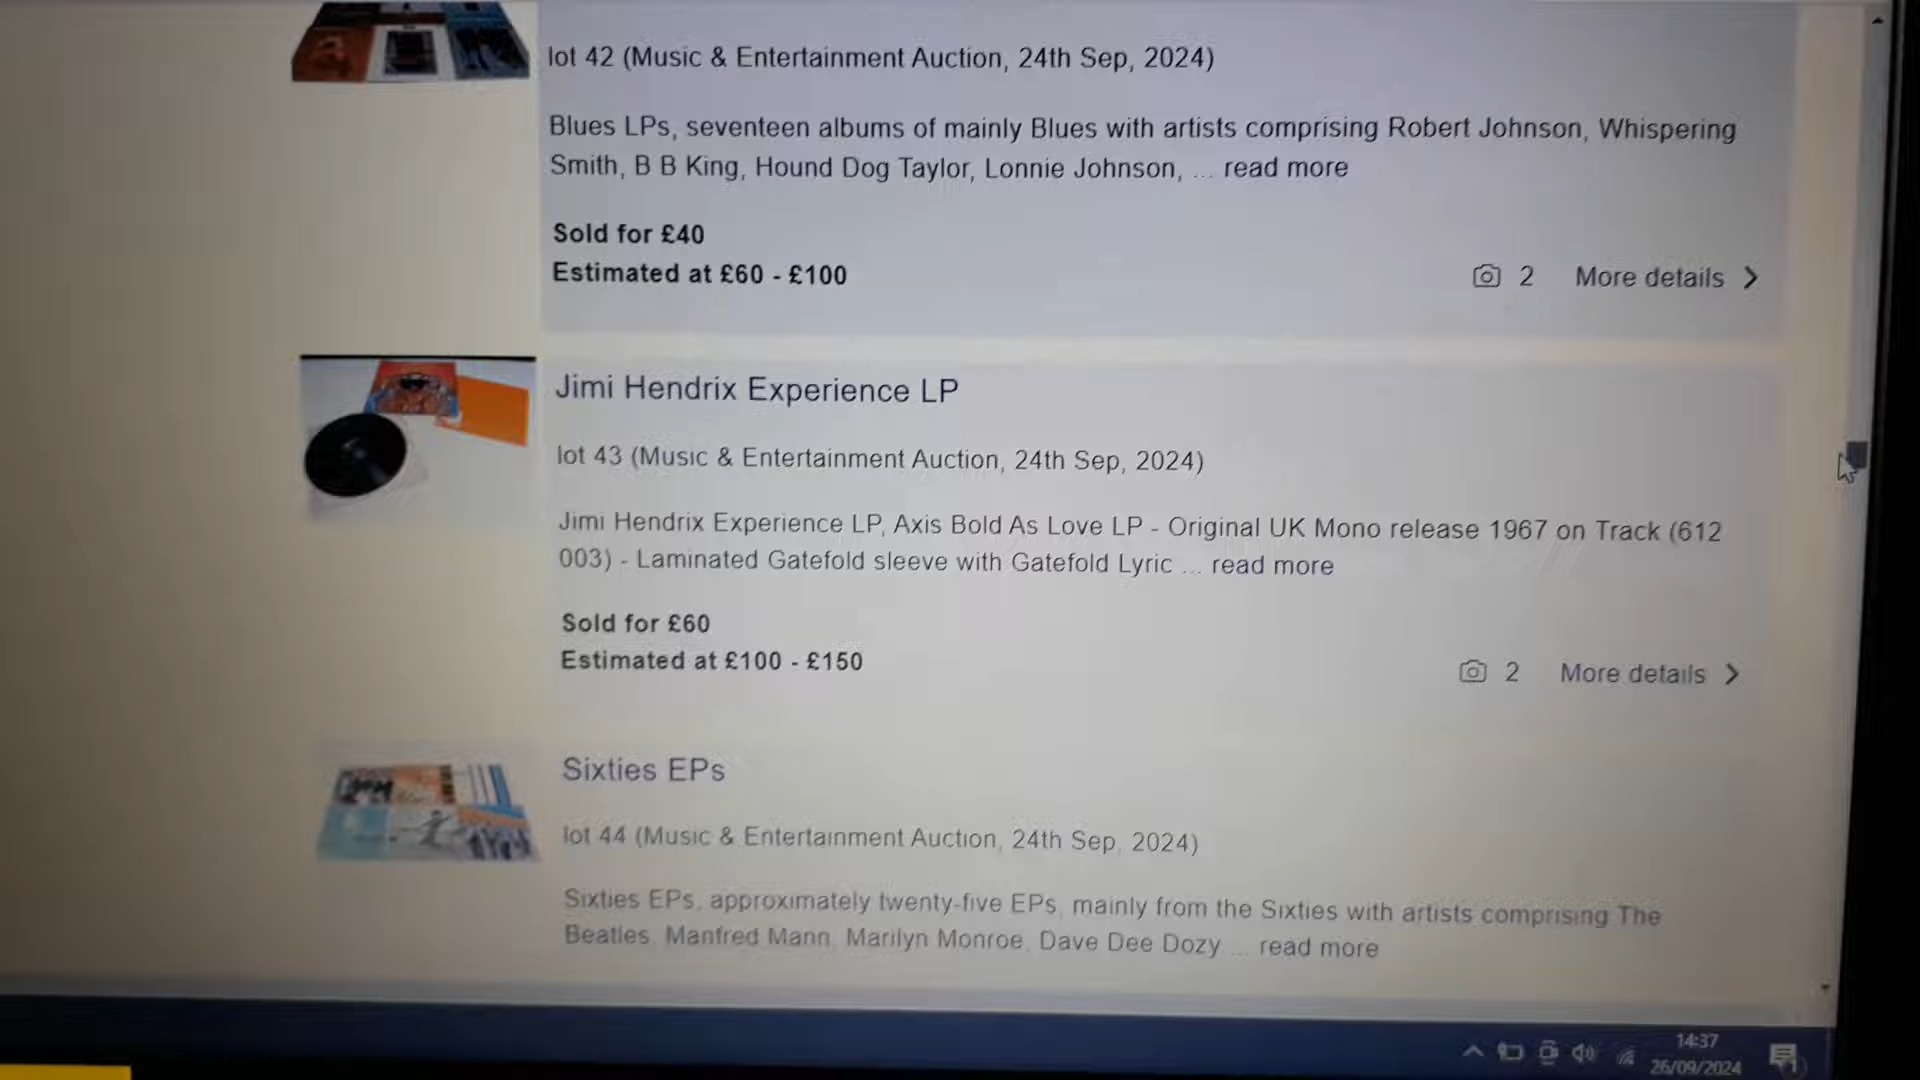 lot 42 (Music & Entertainment Auction, 24th Sep, 2024)
Blues LPs, seventeen albums of mainly Blues with artists comprising Robert Johnson, Whispering
Smith, B B King, Hound Dog Taylor, Lonnie Johnson, ... read more
Sold for £40
Estimated at £60 - £100
2 More details
Jimi Hendrix Experience LP
lot 43 (Music & Entertainment Auction, 24th Sep, 2024)
Jimi Hendrix Experience LP, Axis Bold As Love LP - Original UK Mono release 1967 on Track (612
003) - Laminated Gatefold sleeve with Gatefold Lyric ... read more
Sold for £60
Estimated at £100 - £150
2 More details
Sixties EPs
lot 44 (Music & Entertainment Auction, 24th Sep, 2024)
Sixties EPs, approximately twenty-five EPs, mainly from the Sixties with artists comprising The
Beatles, Manfred Mann, Marilyn Monroe, Dave Dee Dozy ... read more
14:37
26/09/2024